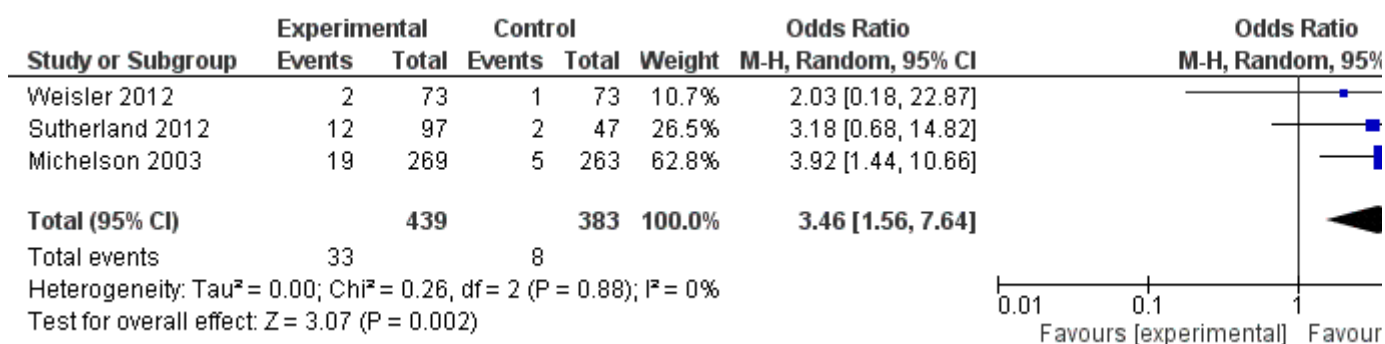 Experimental Control Odds Ratio Odds Ratio
Study or Subgroup Events Total Events Total Weight M-H, Random, 95% CI M-H, Random, 95%
Weisler 2012 2 73 1 73 10.7% 2.03 [0.18, 22.87]
Sutherland 2012 12 97 2 47 26.5% 3.18 [0.68, 14.82]
Michelson 2003 19 269 5 263 62.8% 3.92 [1.44, 10.66]
Total (95% CI) 439 383 100.0% 3.46 [1.56, 7.64]
Total events 33 8
Heterogeneity: Tau² = 0.00; Chi² = 0.26, df = 2 (P = 0.88); I² = 0%
Test for overall effect: Z = 3.07 (P = 0.002)
0.01 0.1 1
Favours [experimental] Favour